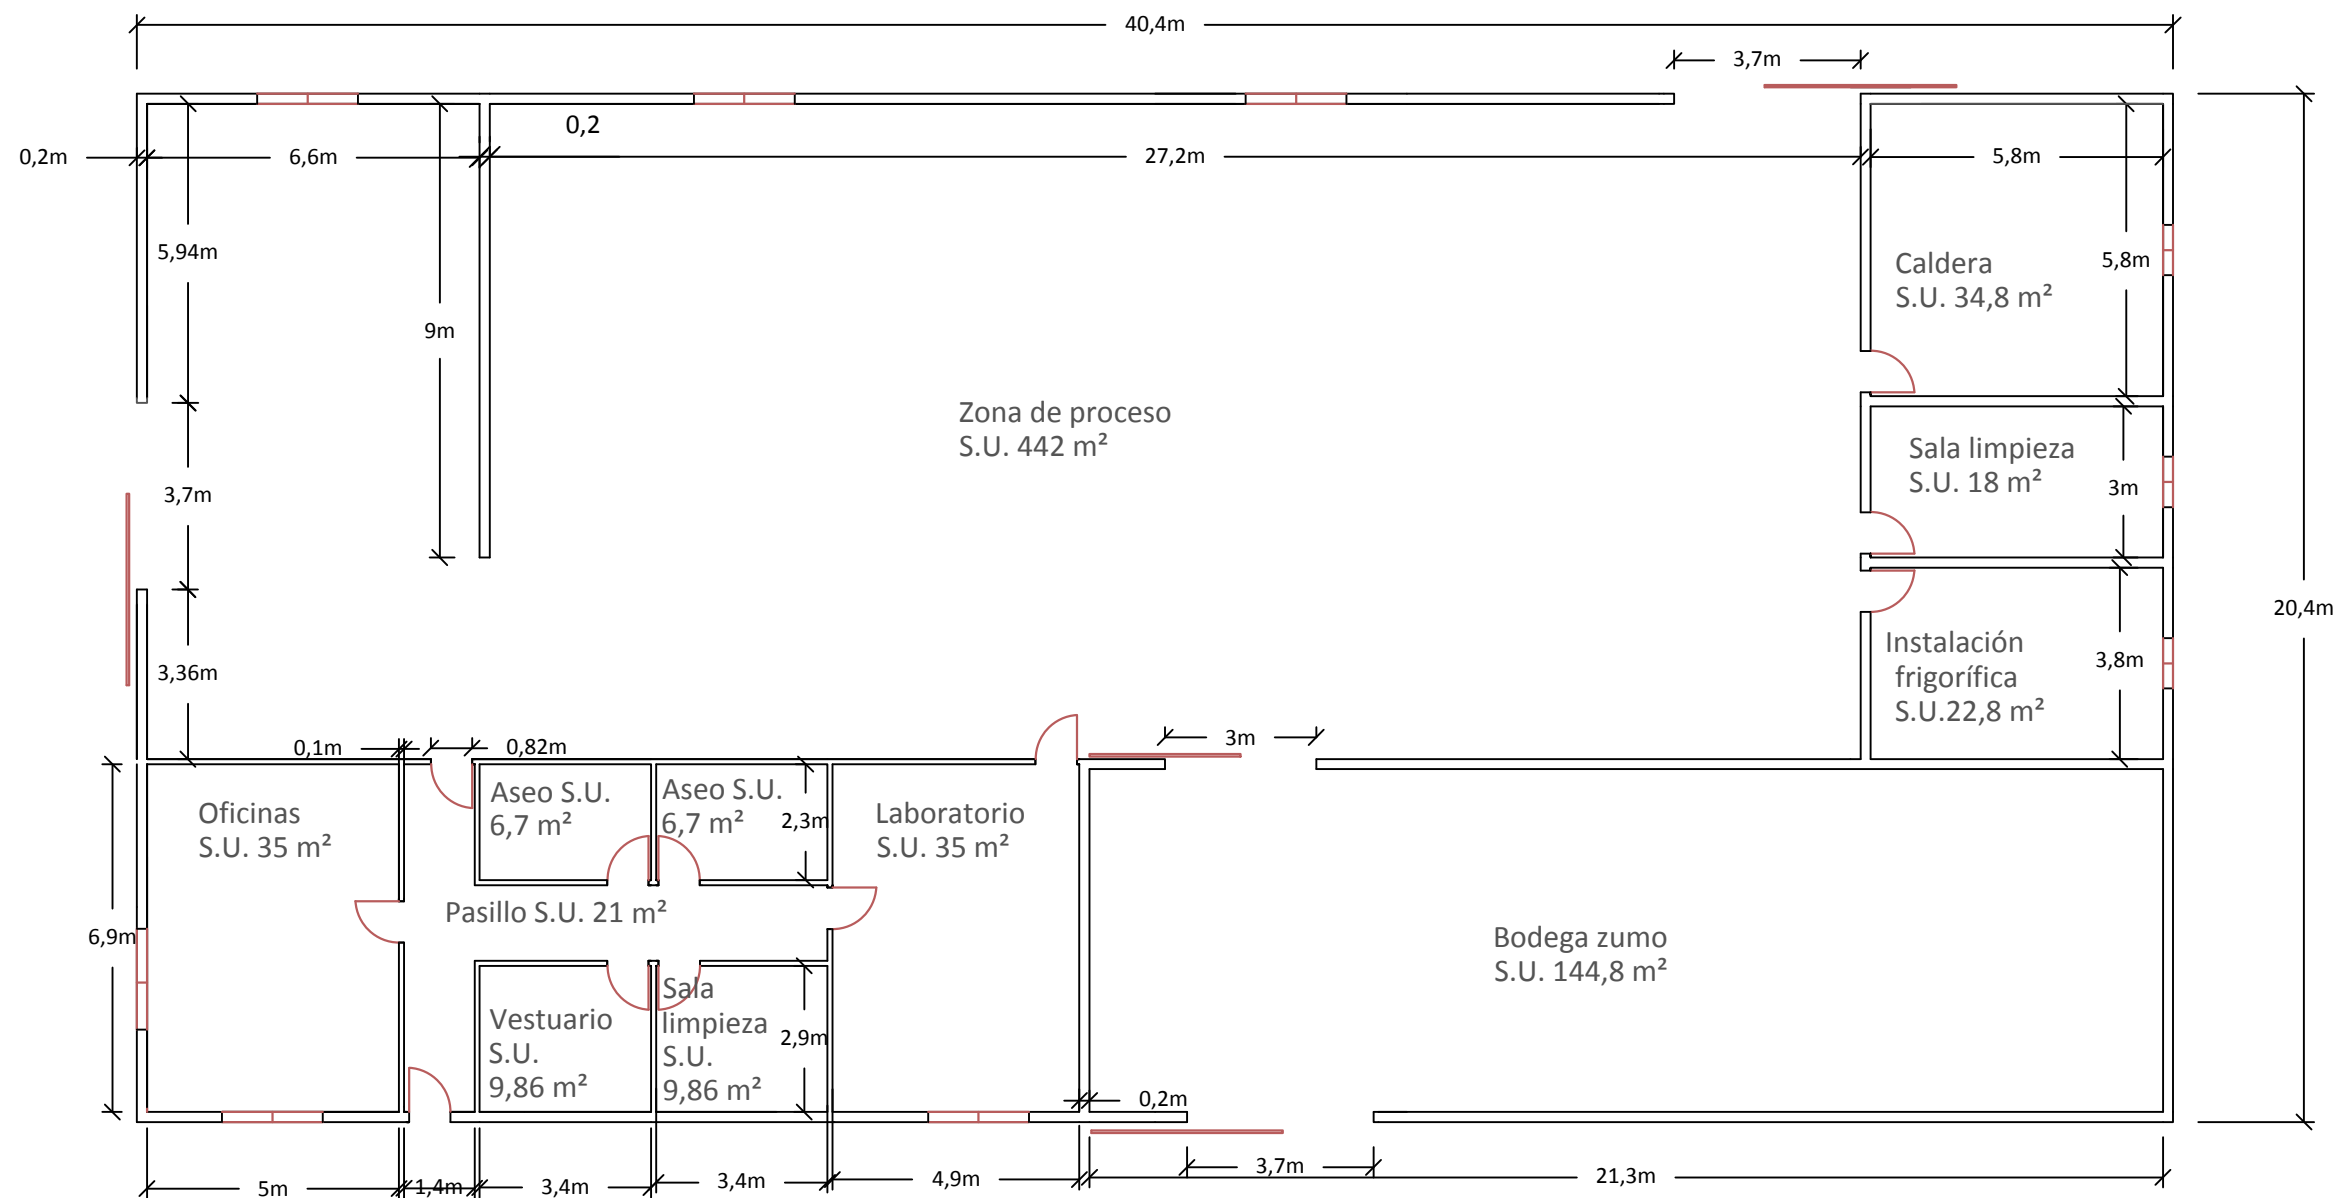 40,4m
3,7m
0,2
0,2m
6,6m
27,2m
5,8m
5,94m
Caldera
S.U. 34,8 m²
5,8m
9m
Zona de proceso
S.U. 442 m²
Sala limpieza
S.U. 18 m²
3m
3,7m
20,4m
Instalación
frigorífica
S.U.22,8 m²
3,8m
3,36m
0,1m
0,82m
3m
Oficinas
S.U. 35 m²
Aseo S.U.
6,7 m²
Aseo S.U.
6,7 m²
2,3m
Laboratorio
S.U. 35 m²
Pasillo S.U. 21 m²
6,9m
Bodega zumo
S.U. 144,8 m²
Vestuario
S.U.
9,86 m²
Sala
limpieza
S.U.
9,86 m²
2,9m
0,2m
5m
1,4m
3,4m
3,4m
4,9m
3,7m
21,3m